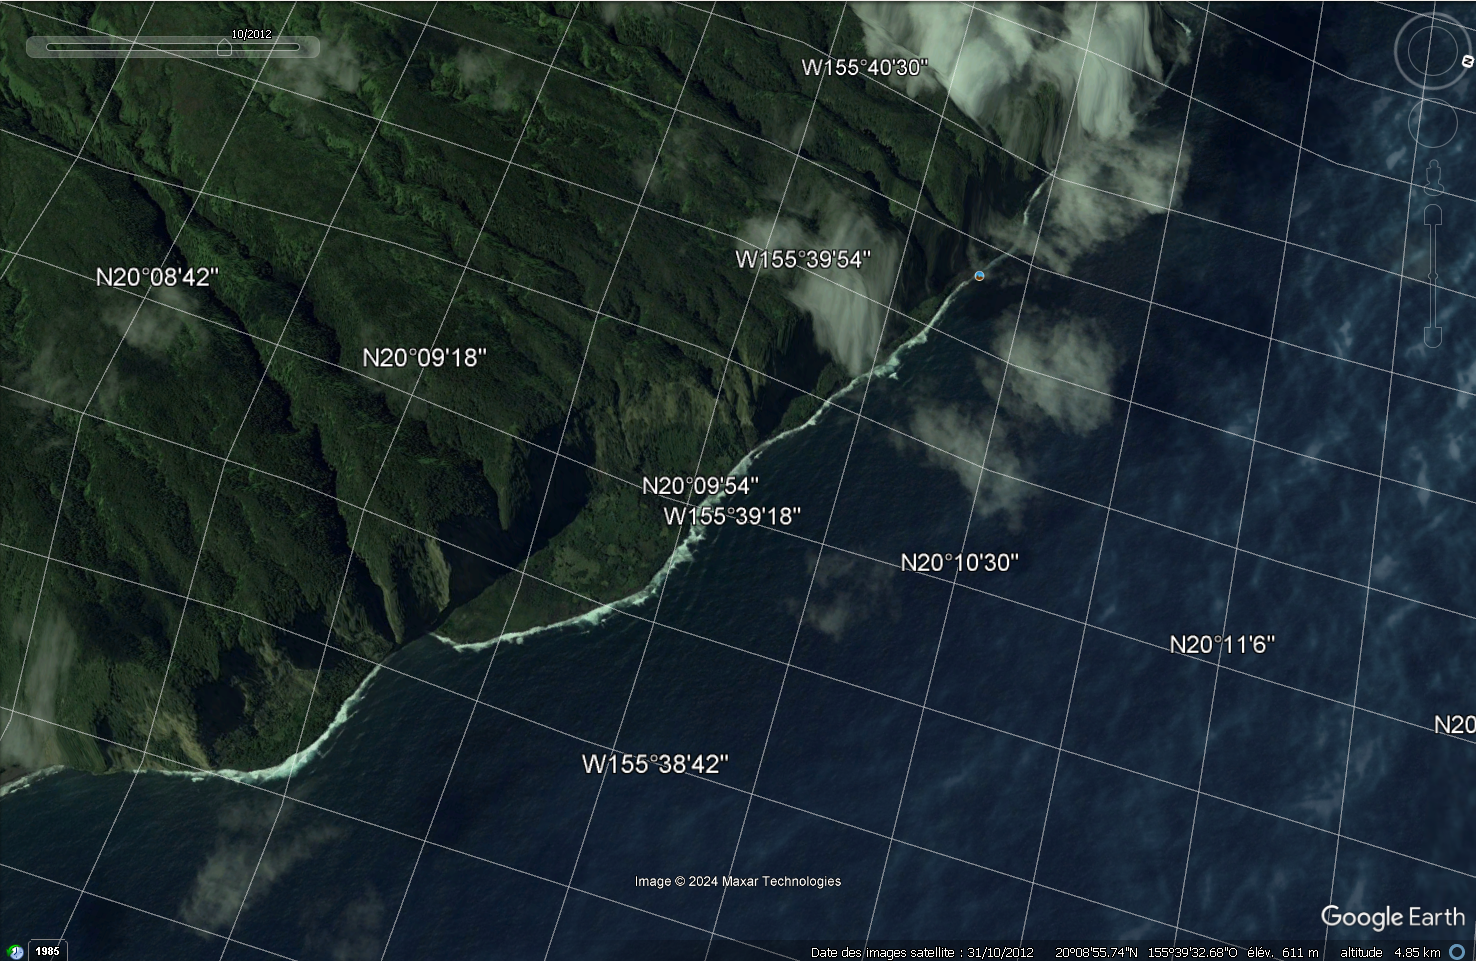 10/2012
W155°40'30"
N
W155°39'54"
N20°08'42"
N20°09'18"
N20°09'54"
W155°39'18"
N20°10'30"
N20°11'6"
N20
W155°38'42"
Image © 2024 Maxar Technologies
Google Earth
1985
Date des images satellite : 31/10/2012 20°08'55.74"N 155°39'32.68"O élév. 611 m altitude 4.85 km